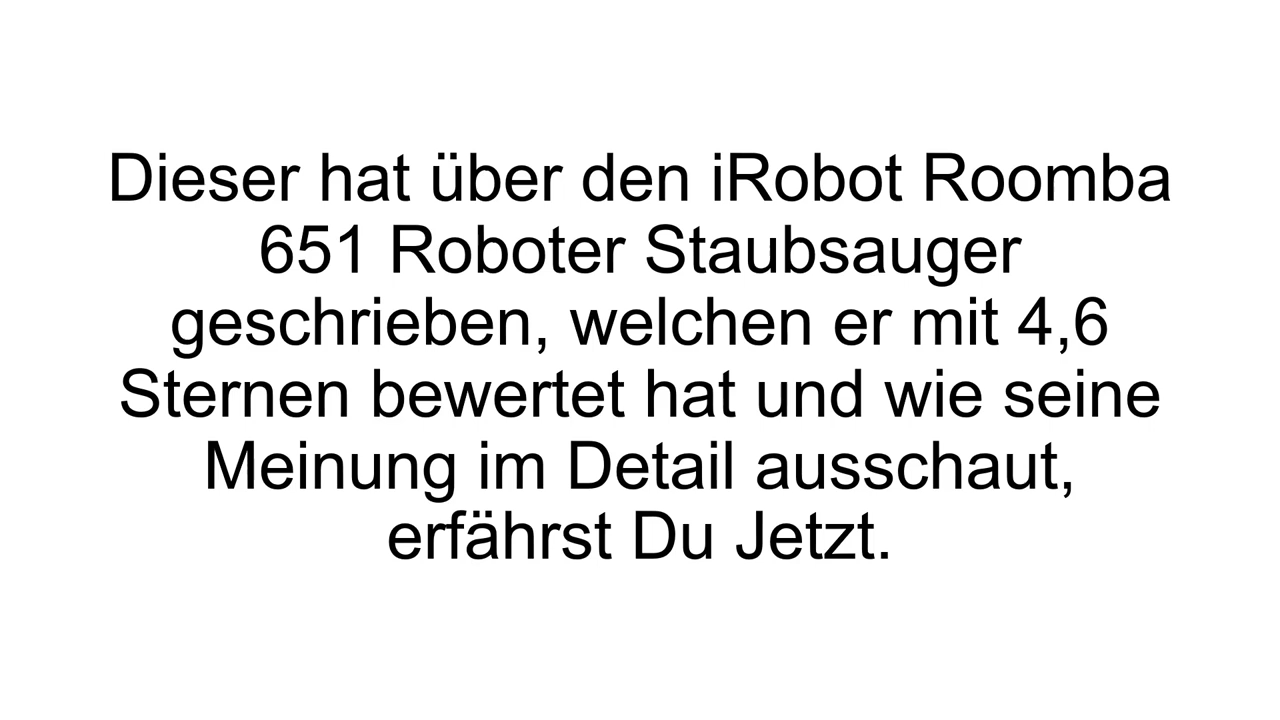 Dieser hat über den iRobot Roomba
651 Roboter Staubsauger
geschrieben, welchen er mit 4,6
Sternen bewertet hat und wie seine
Meinung im Detail ausschaut,
erfährst Du Jetzt.